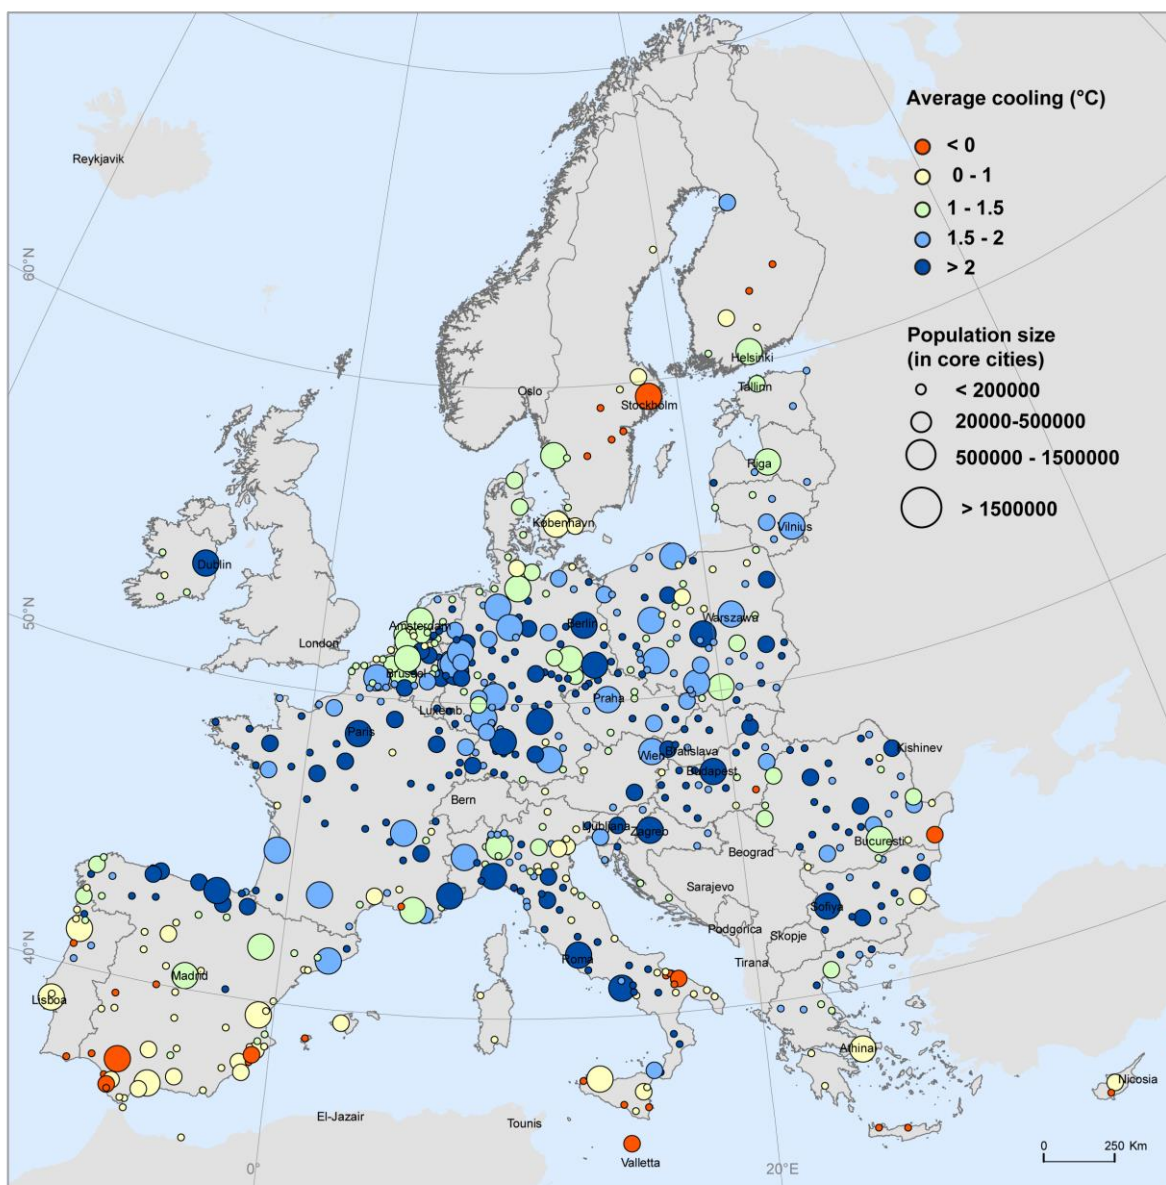 Average cooling (°C)
< 0
0 - 1
1 - 1.5
1.5 - 2
> 2
Population size
(in core cities)
< 200000
20000-500000
500000 - 1500000
> 1500000
Reykjavik
60°N
Helsinki
Tallinn
Oslo
Stockholm
Riga
København
Vilnius
Dublin
50°N
Amsterdam
Berlin
Warszawa
London
Brussel
Praha
Luxemb
Paris
Wien
Bratislava
Kishinev
Budapest
Bern
Ljubljana
Zagreb
Bucuresti
Beograd
Sarajevo
Sofiya
Podgorica
Skopje
40°N
Roma
Tirana
Madrid
Lisboa
Athinai
Nicosia
El-Jazair
Tounis
Valletta
0 250 Km
0°
20°E